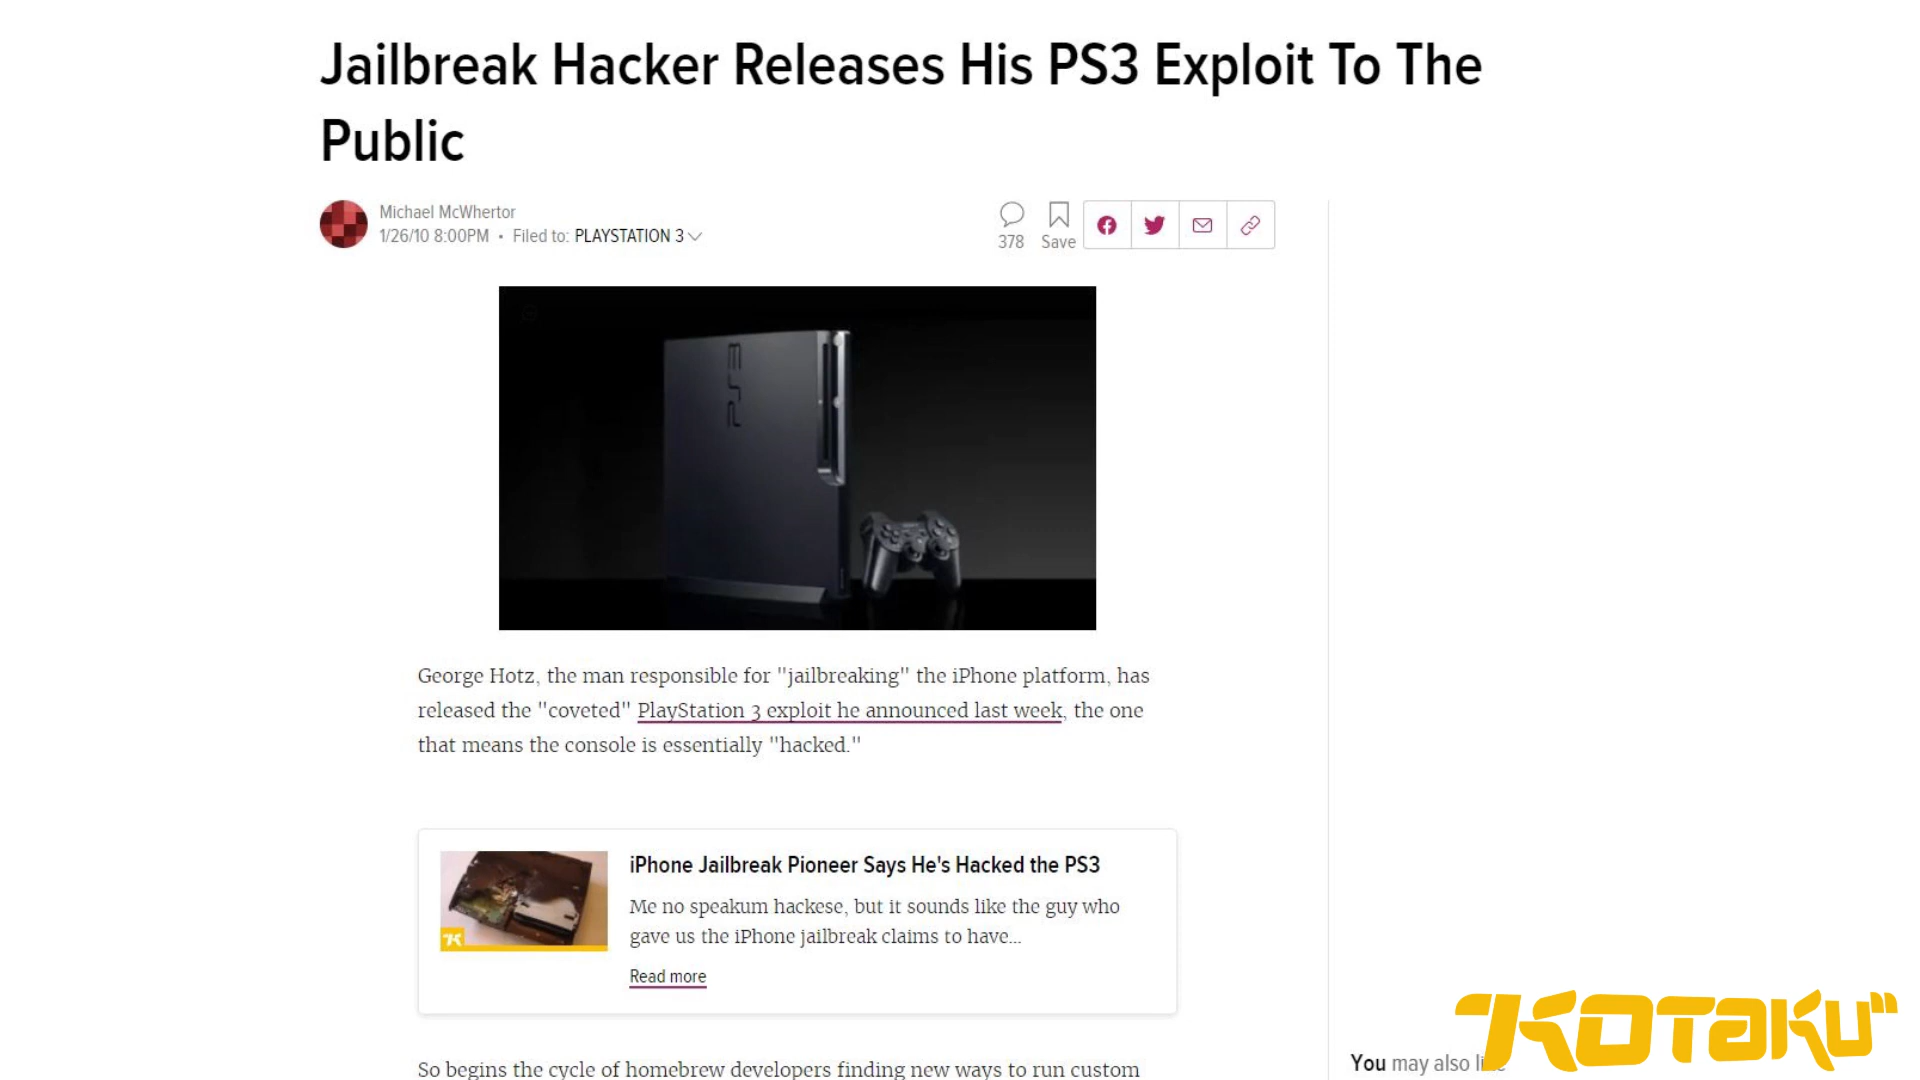 Jailbreak Hacker Releases His PS3 Exploit To The
Public
Michael McWhertor
1/26/10 8:00PM • Filed to: PLAYSTATION 3
378
Save
PS3
George Hotz, the man responsible for "jailbreaking" the iPhone platform, has
released the "coveted" PlayStation 3 exploit he announced last week, the one
that means the console is essentially "hacked."
iPhone Jailbreak Pioneer Says He's Hacked the PS3
Me no speakum hackese, but it sounds like the guy who
gave us the iPhone jailbreak claims to have...
Read more
So begins the cycle of homebrew developers finding new ways to run custom
You may also
KOTAKU